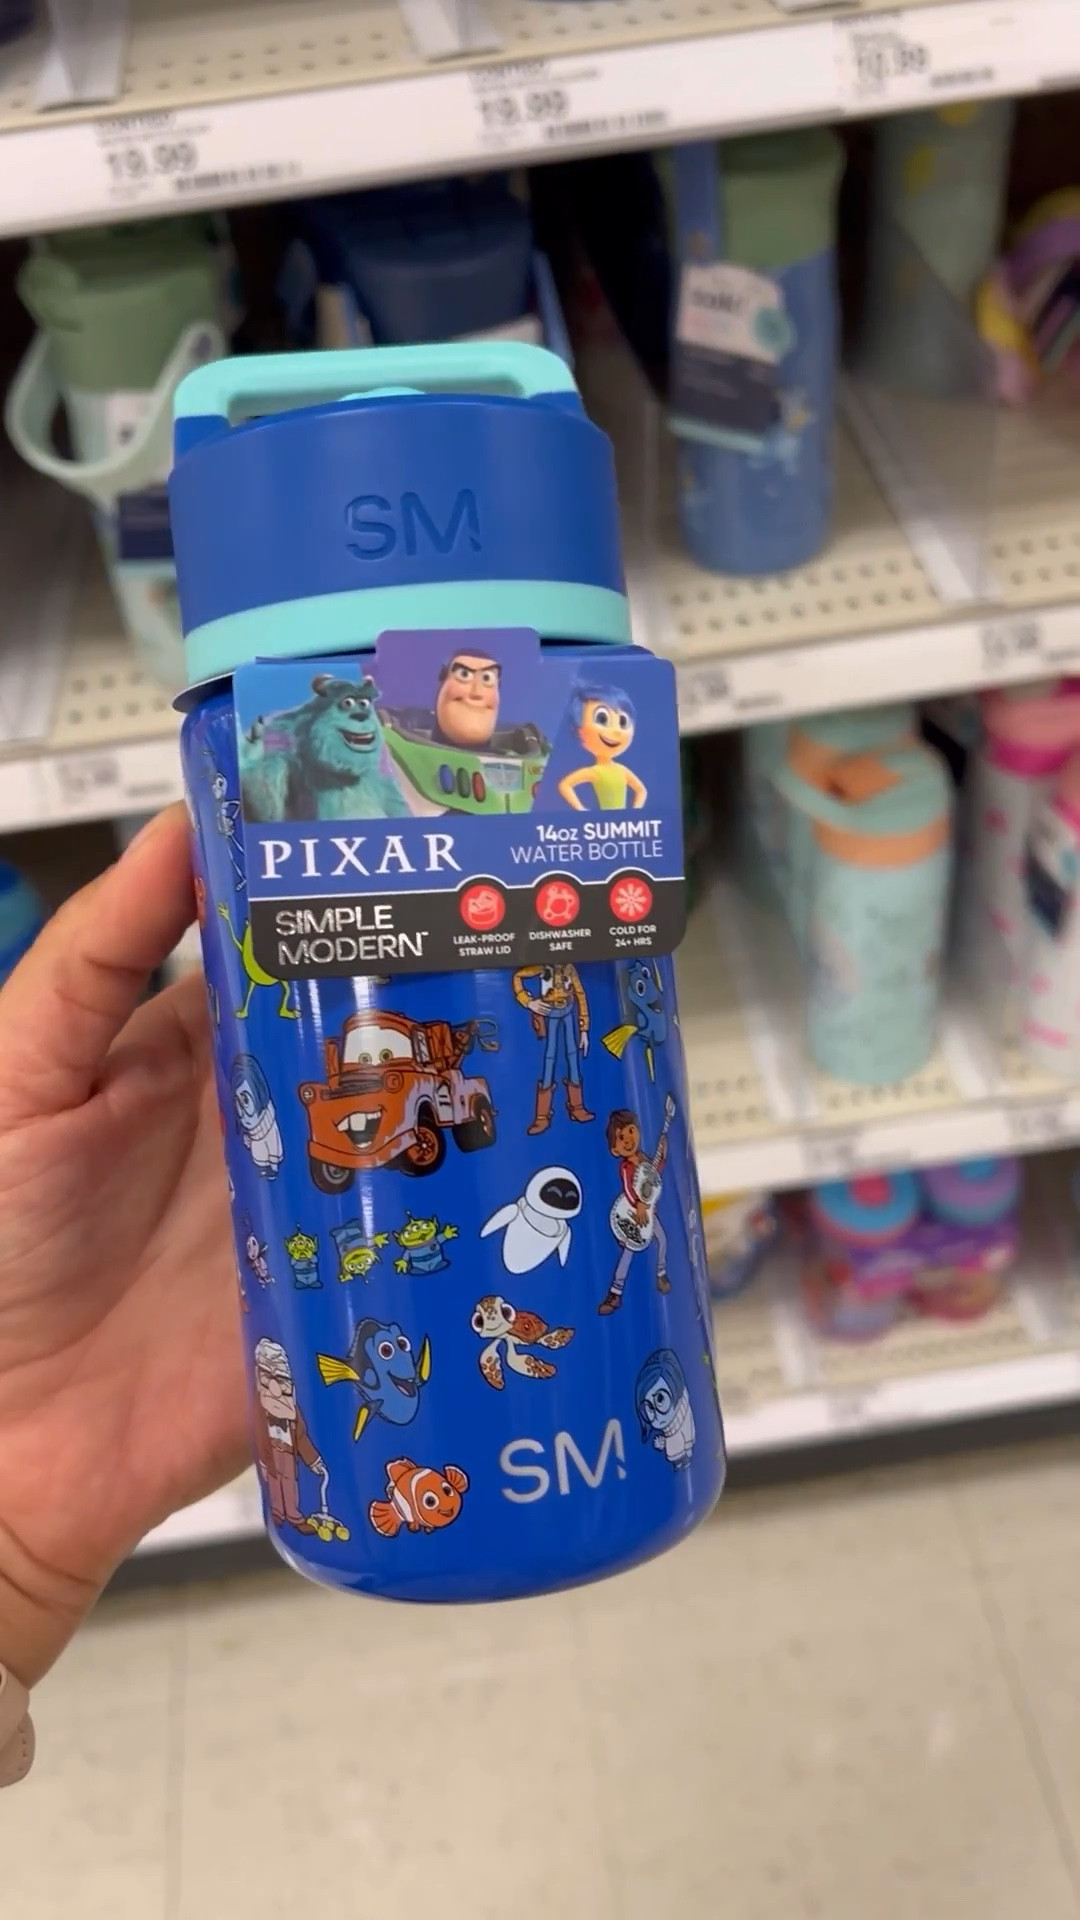 19.99
19.99
19.99
SM
PIXAR
14oz SUMMIT
WATER BOTTLE
SIMPLE
MODERN™
LEAK-PROOF
STRAW LID
DISHWASHER
SAFE
COLD FOR
24+ HRS
SM